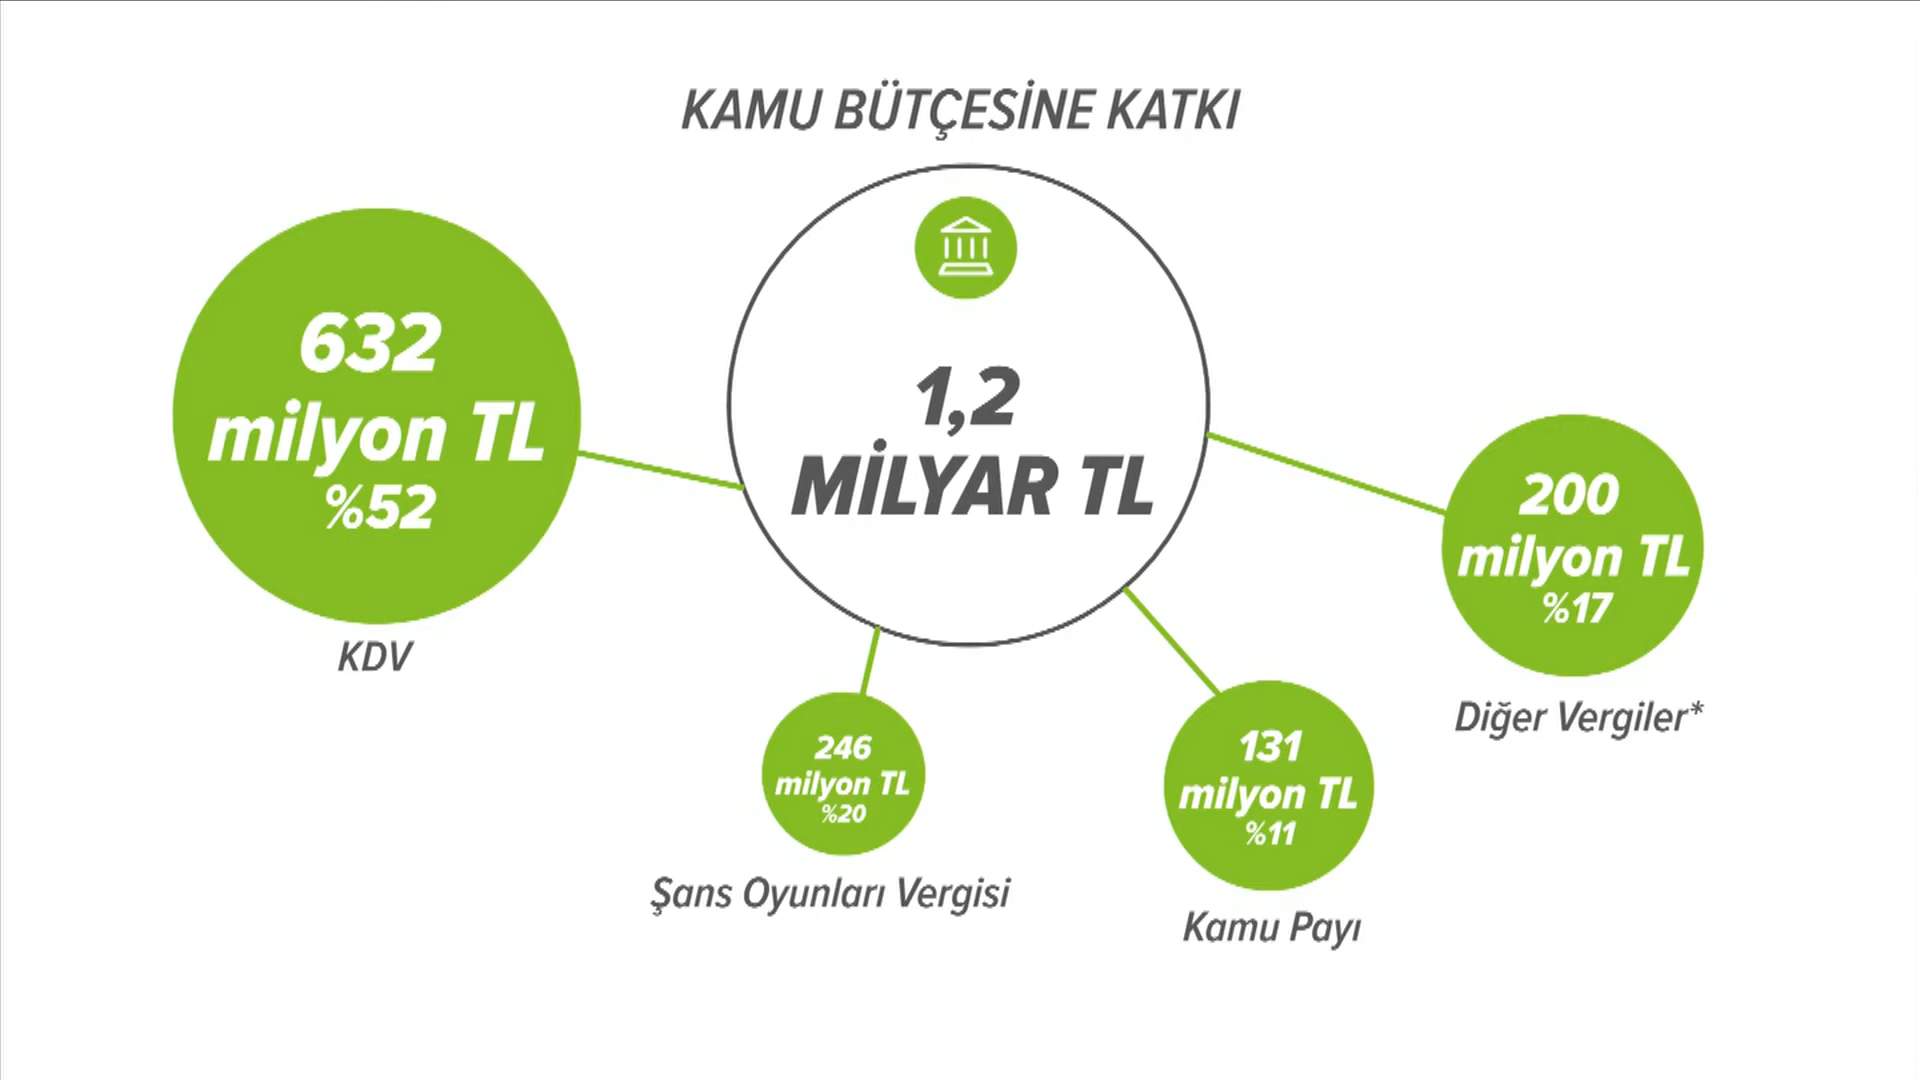 KAMU BÜTÇESİNE KATKI
1,2
MİLYAR TL
632
milyon TL
%52
KDV
246
milyon TL
%20
Şans Oyunları Vergisi
131
milyon TL
%11
Kamu Payı
200
milyon TL
%17
Diğer Vergiler*